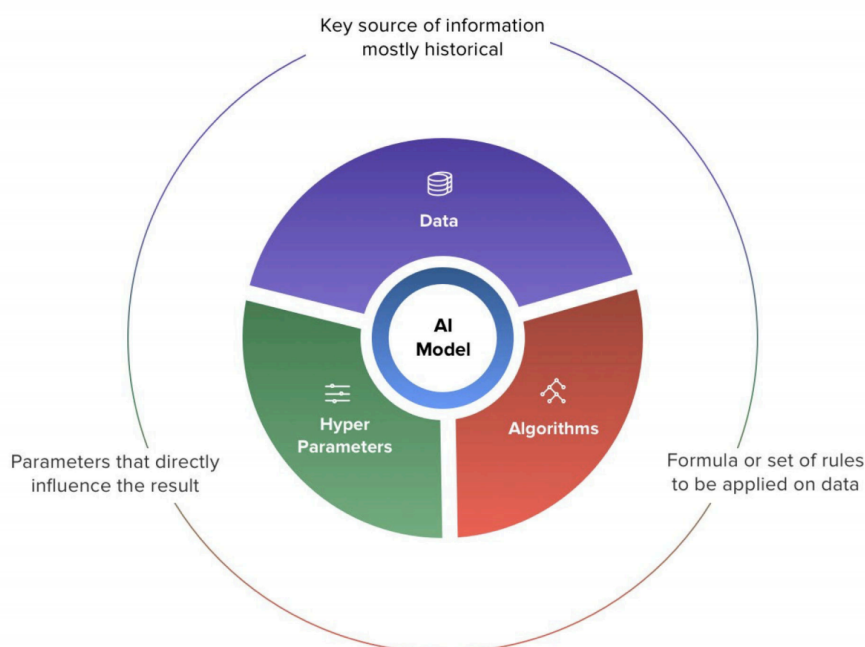 Key source of information
mostly historical
Data
AI
Model
Hyper
Parameters
Algorithms
Parameters that directly
influence the result
Formula or set of rules
to be applied on data